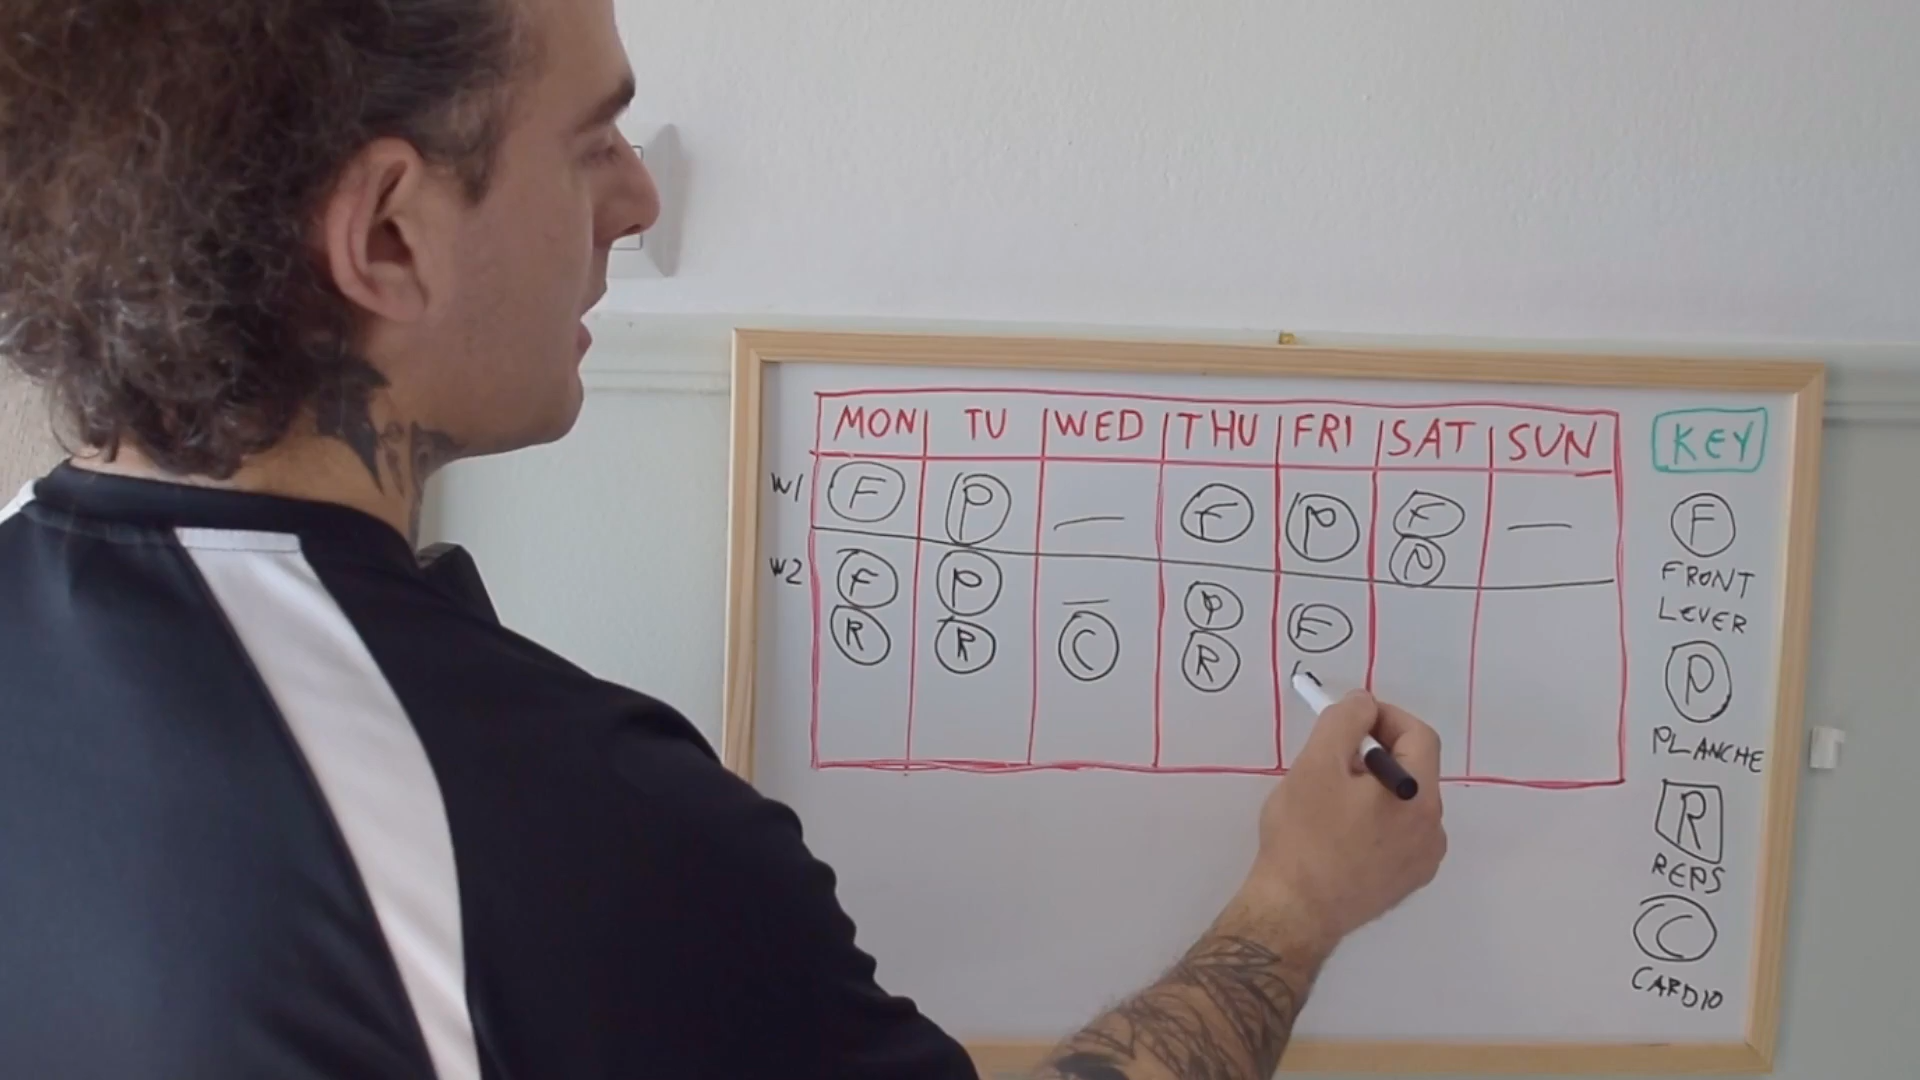 MON TU WED THU FRI SAT SUN
W1 F P — F P F —
P
W2 F P — P F
R R C R
KEY
F
FRONT
LEVER
P
PLANCHE
R
REPS
C
CARDIO